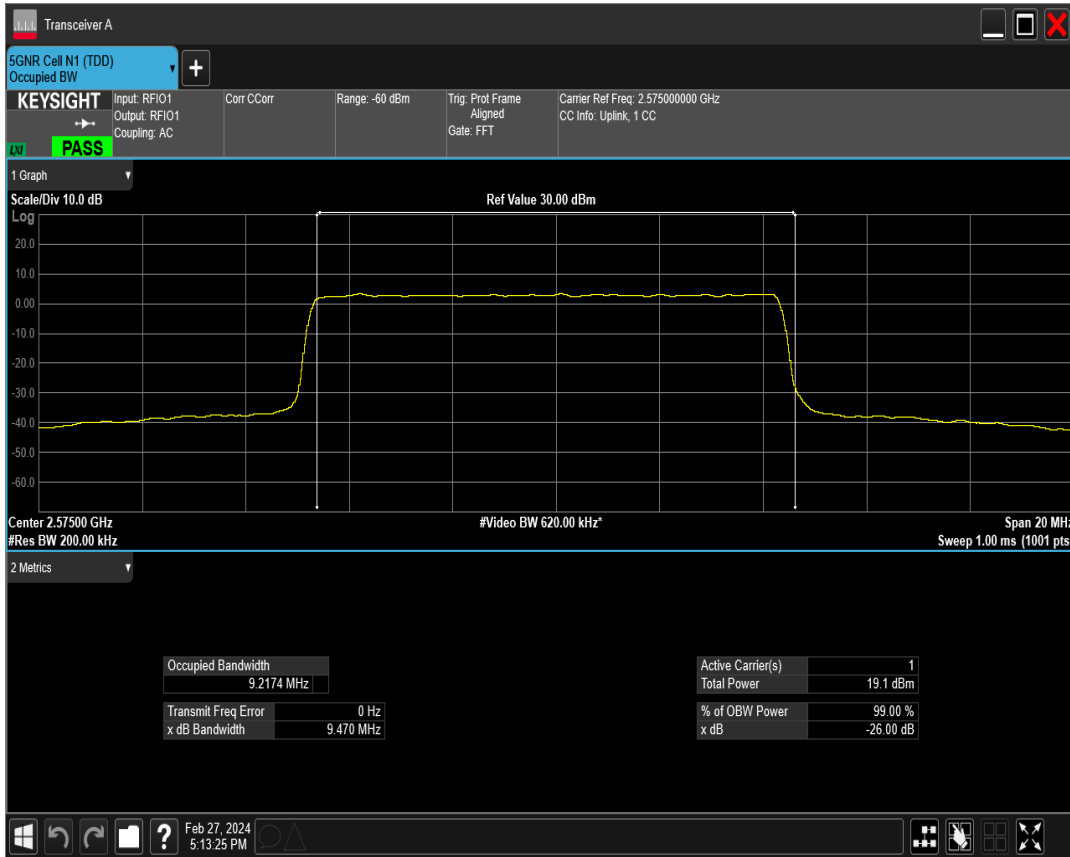 Transceiver A
5GNR Cell N1 (TDD)
Occupied BW
KEYSIGHT
LXI
PASS
Input: RFIO1
Output: RFIO1
Coupling: AC
Corr CCorr
Range: -60 dBm
Trig: Prot Frame
Aligned
Gate: FFT
Carrier Ref Freq: 2.575000000 GHz
CC Info: Uplink, 1 CC
1 Graph
Scale/Div 10.0 dB
Ref Value 30.00 dBm
Log
20.0
10.0
0.00
-10.0
-20.0
-30.0
-40.0
-50.0
-60.0
Center 2.57500 GHz
#Video BW 620.00 kHz*
Span 20 MHz
#Res BW 200.00 kHz
Sweep 1.00 ms (1001 pts
2 Metrics
Occupied Bandwidth
9.2174 MHz
Transmit Freq Error 0 Hz
x dB Bandwidth 9.470 MHz
Active Carrier(s) 1
Total Power 19.1 dBm
% of OBW Power 99.00 %
x dB -26.00 dB
?
Feb 27, 2024
5:13:25 PM